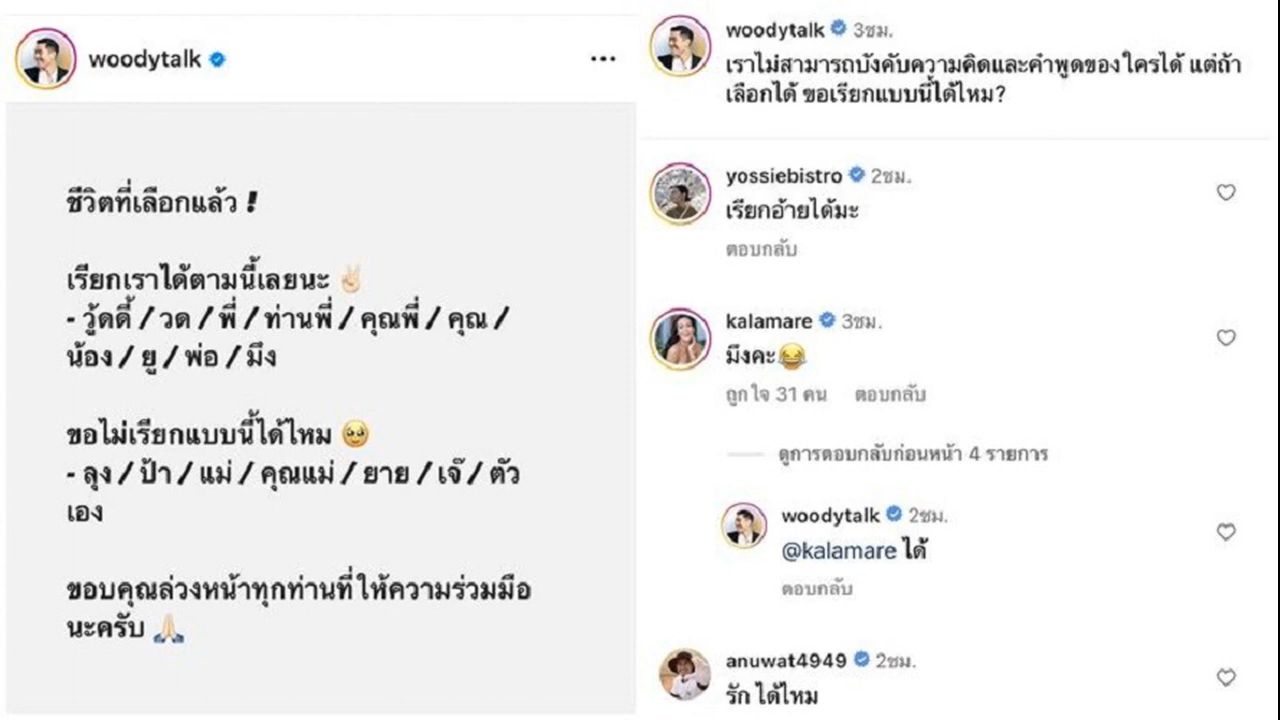 woodytalk
ชีวิตที่เลือกแล้ว !
เรียกเราได้ตามนี้เลยนะ ✌🏻
- วู้ดดี้ / วด / พี่ / ท่านพี่ / คุณพี่ / คุณ /
น้อง / ยู / พ่อ / มึง
ขอไม่เรียกแบบนี้ได้ไหม 🥹
- ลุง / ป้า / แม่ / คุณแม่ / ยาย / เจ๊ / ตัว
เอง
ขอบคุณล่วงหน้าทุกท่านที่ให้ความร่วมมือ
นะครับ 🙏🏻
woodytalk 3ชม.
เราไม่สามารถบังคับความคิดและคำพูดของใครได้ แต่ถ้า
เลือกได้ ขอเรียกแบบนี้ได้ไหม?
yossiebistro 2ชม.
เรียกอ้ายได้มะ
ตอบกลับ
kalamare 3ชม.
มึงคะ😂
ถูกใจ 31 คน ตอบกลับ
ดูการตอบกลับก่อนหน้า 4 รายการ
woodytalk 2ชม.
@kalamare ได้
ตอบกลับ
anuwat4949 2ชม.
รัก ได้ไหม